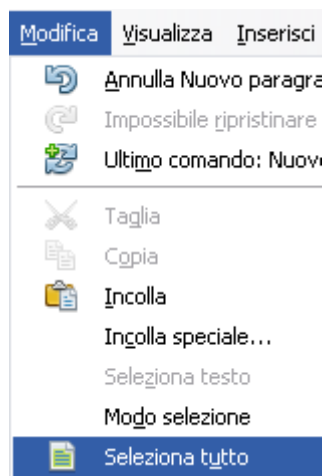 Modifica Visualizza Inserisci
Annulla Nuovo paragra
Impossibile ripristinare
Ultimo comando: Nuov
Taglia
Copia
Incolla
Incolla speciale...
Seleziona testo
Modo selezione
Seleziona tutto